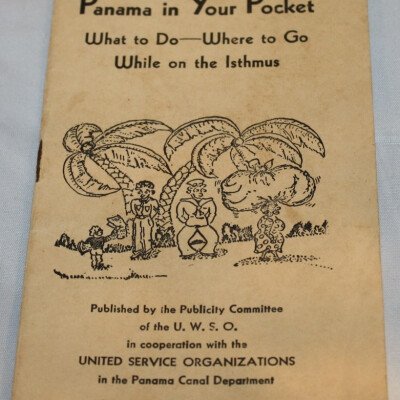 Panama in Your Pocket
What to Do—Where to Go
While on the Isthmus
Published by the Publicity Committee
of the U. W. S. O.
in cooperation with the
UNITED SERVICE ORGANIZATIONS
in the Panama Canal Department